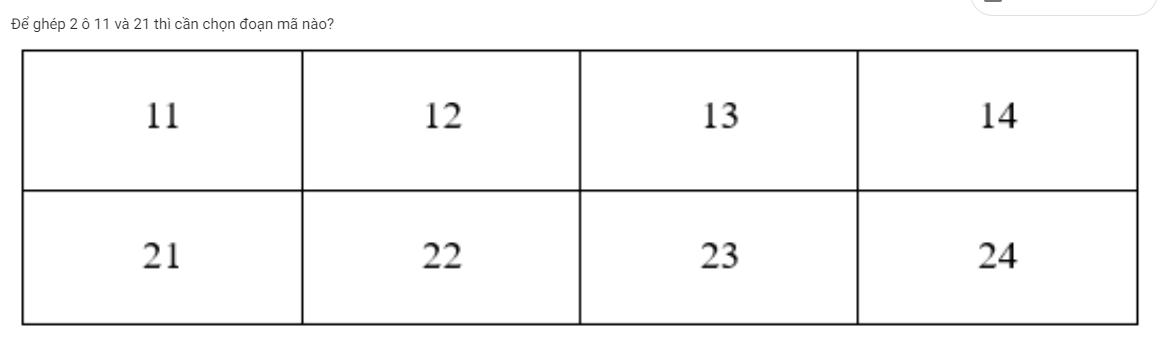 Để ghép 2 ô 11 và 21 thì cần chọn đoạn mã nào?
11 12 13 14
21 22 23 24